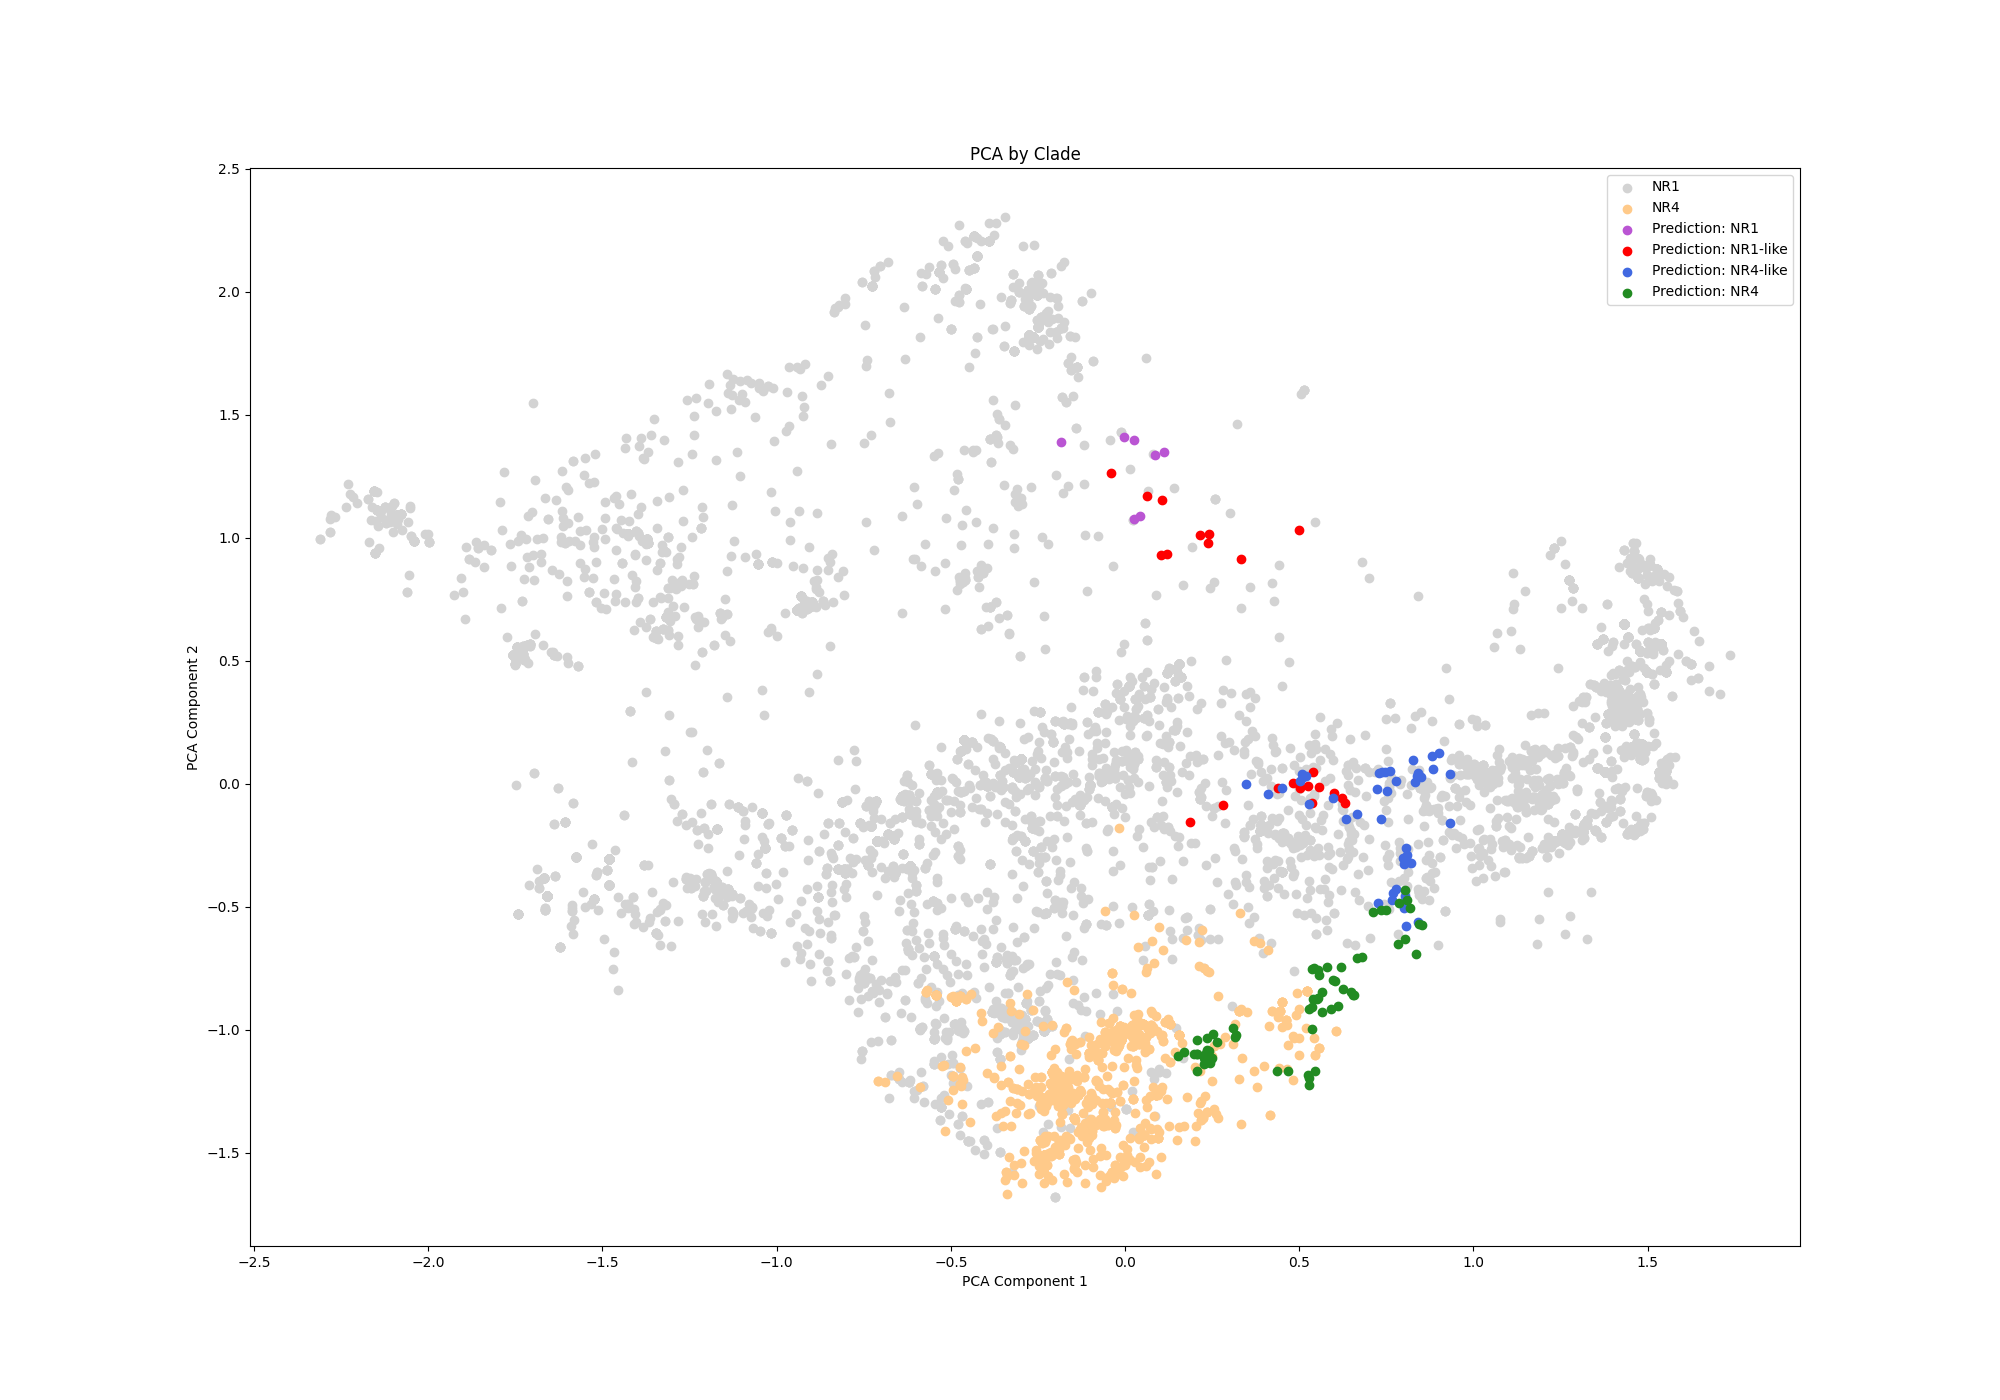 PCA by Clade
NR1
NR4
Prediction: NR1
Prediction: NR1-like
Prediction: NR4-like
Prediction: NR4
2.5
2.0
1.5
1.0
0.5
0.0
−0.5
−1.0
−1.5
PCA Component 2
−2.5 −2.0 −1.5 −1.0 −0.5 0.0 0.5 1.0 1.5
PCA Component 1